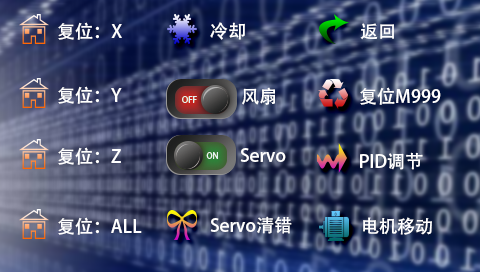 复位：X 冷却 返回
复位：Y OFF 风扇 复位M999
复位：Z ON Servo PID调节
复位：ALL Servo清错 电机移动